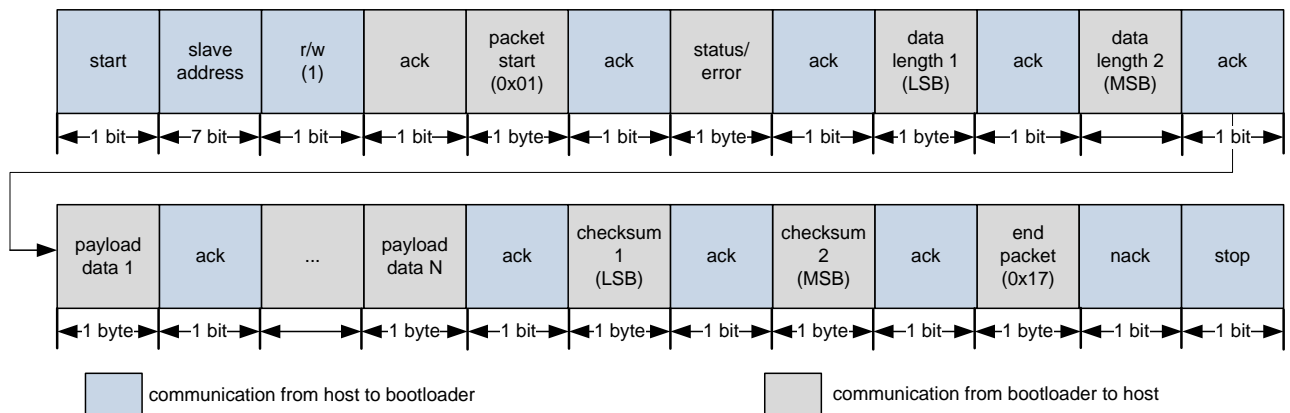 start
slave
address
r/w
(1)
ack
packet
start
(0x01)
ack
status/
error
ack
data
length 1
(LSB)
ack
data
length 2
(MSB)
ack
1 bit
7 bit
1 bit
1 bit
1 byte
1 bit
1 byte
1 bit
1 byte
1 bit
1 bit
payload
data 1
ack
...
payload
data N
ack
checksum
1
(LSB)
ack
checksum
2
(MSB)
ack
end
packet
(0x17)
nack
stop
1 byte
1 bit
1 byte
1 bit
1 byte
1 bit
1 byte
1 bit
1 byte
1 bit
1 bit
communication from host to bootloader
communication from bootloader to host